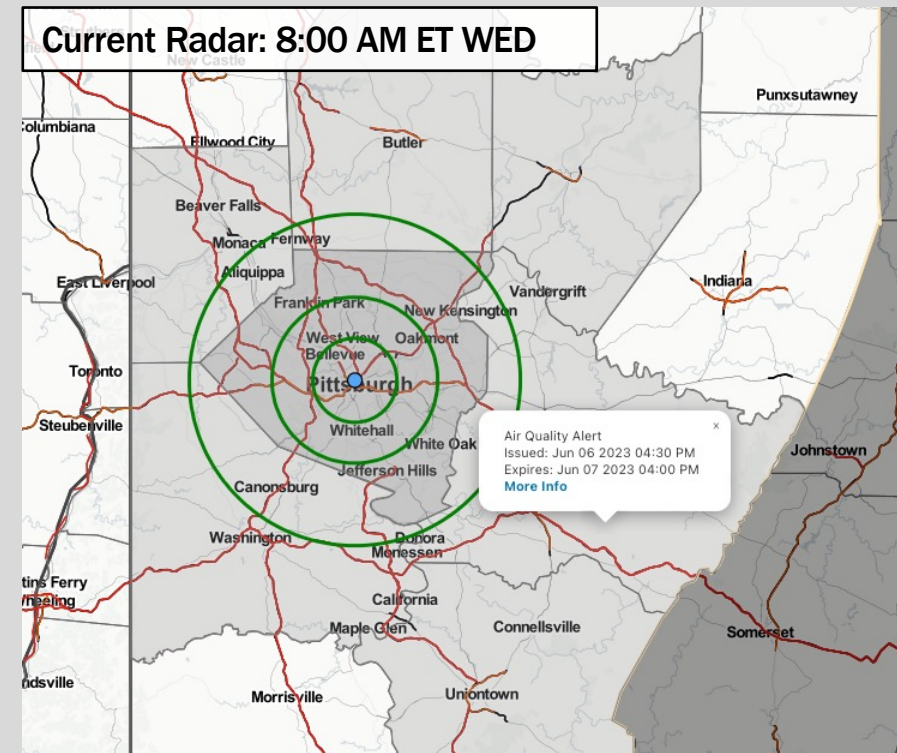 Current Radar: 8:00 AM ET WED
New Castle
Punxsutawney
Columbiana
Ellwood City
Butler
Beaver Falls
Monaca
Fernway
Aliquippa
East Liverpool
Indiana
Vandergrift
Franklin Park
New Kensington
West View
Oakmont
Bellevue
Toronto
Pittsburgh
Steubenville
Whitehall
White Oak
Air Quality Alert
×
Issued: Jun 06 2023 04:30 PM
Expires: Jun 07 2023 04:00 PM
More Info
Johnstown
Jefferson Hills
Canonsburg
Washington
Donora
Monessen
tins Ferry
Wheeling
California
Maple Glen
Connellsville
Somerset
ndsville
Morrisville
Uniontown